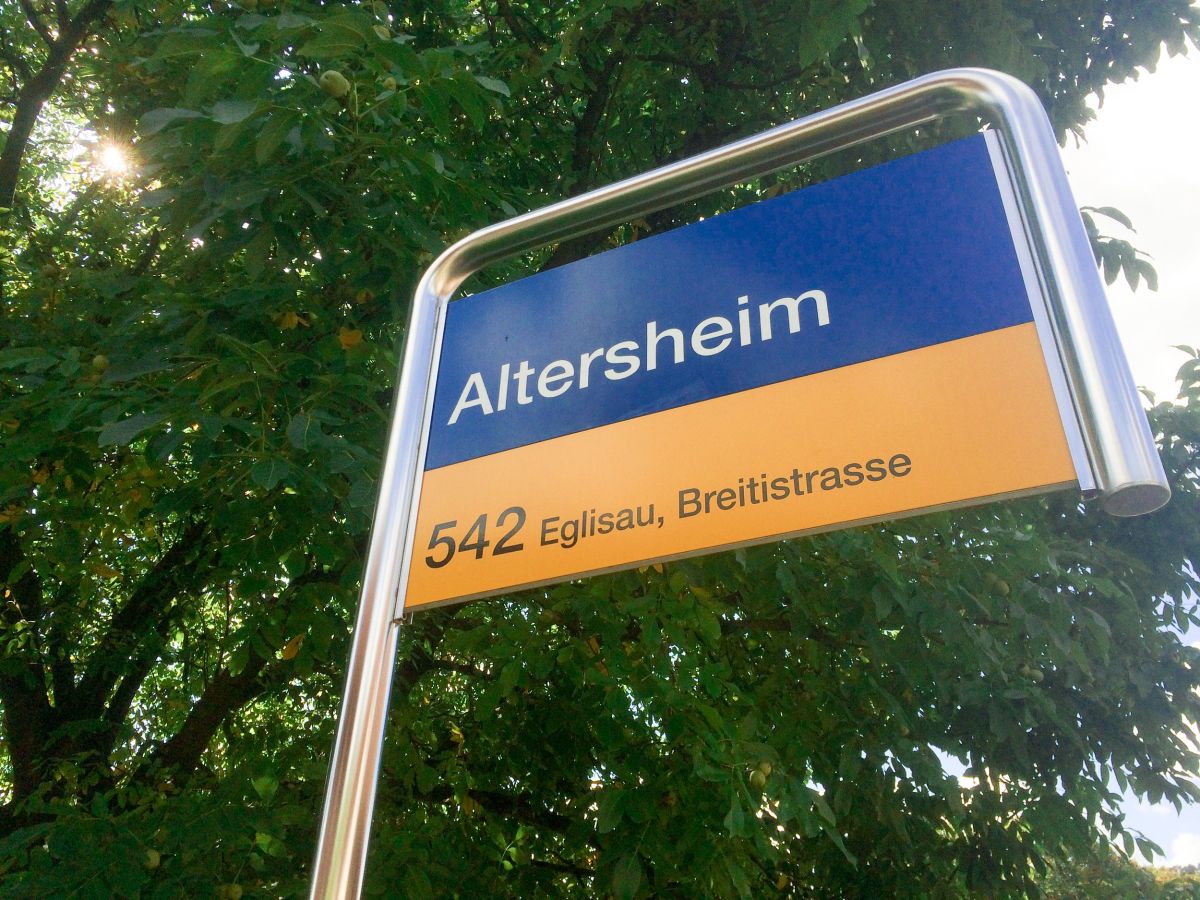 Altersheim
542 Eglisau, Breitistrasse